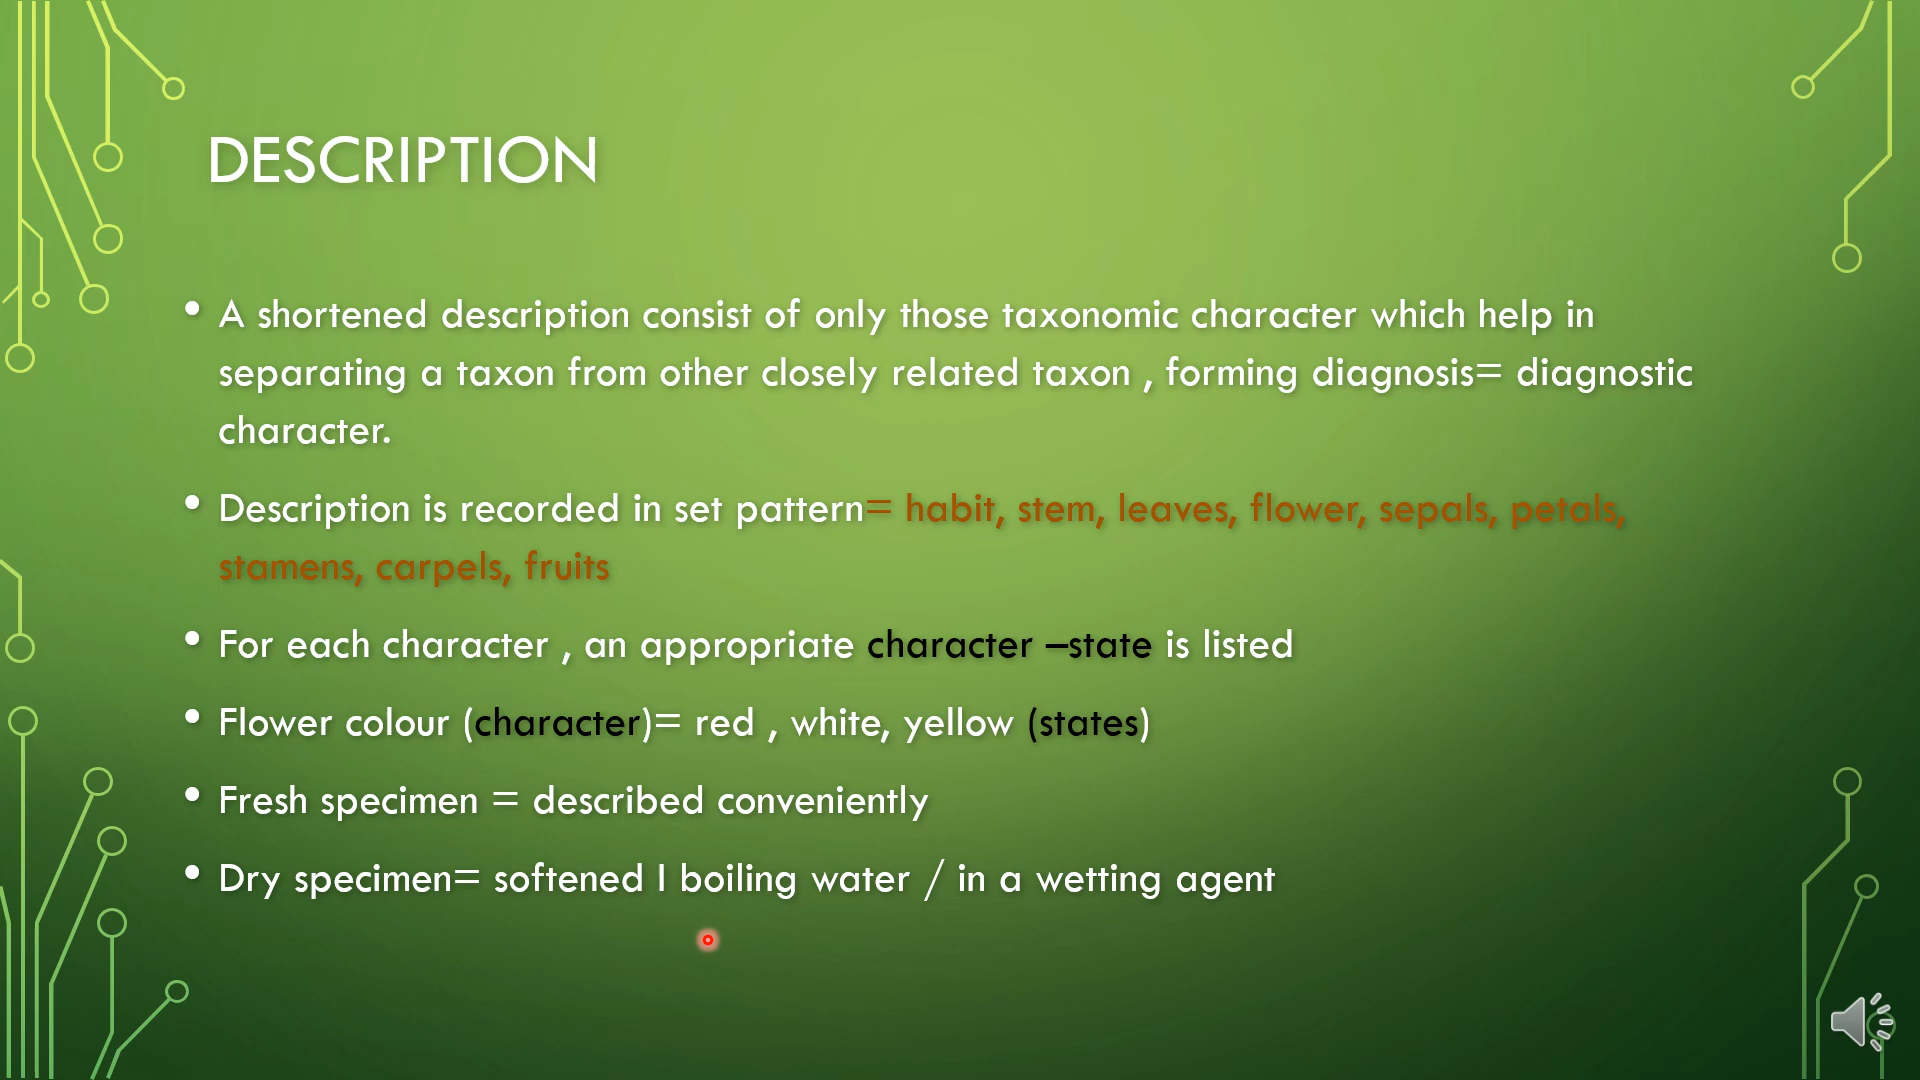 DESCRIPTION
• A shortened description consist of only those taxonomic character which help in
separating a taxon from other closely related taxon , forming diagnosis= diagnostic
character.
• Description is recorded in set pattern= habit, stem, leaves, flower, sepals, petals,
stamens, carpels, fruits
• For each character , an appropriate character –state is listed
• Flower colour (character)= red , white, yellow (states)
• Fresh specimen = described conveniently
• Dry specimen= softened I boiling water / in a wetting agent